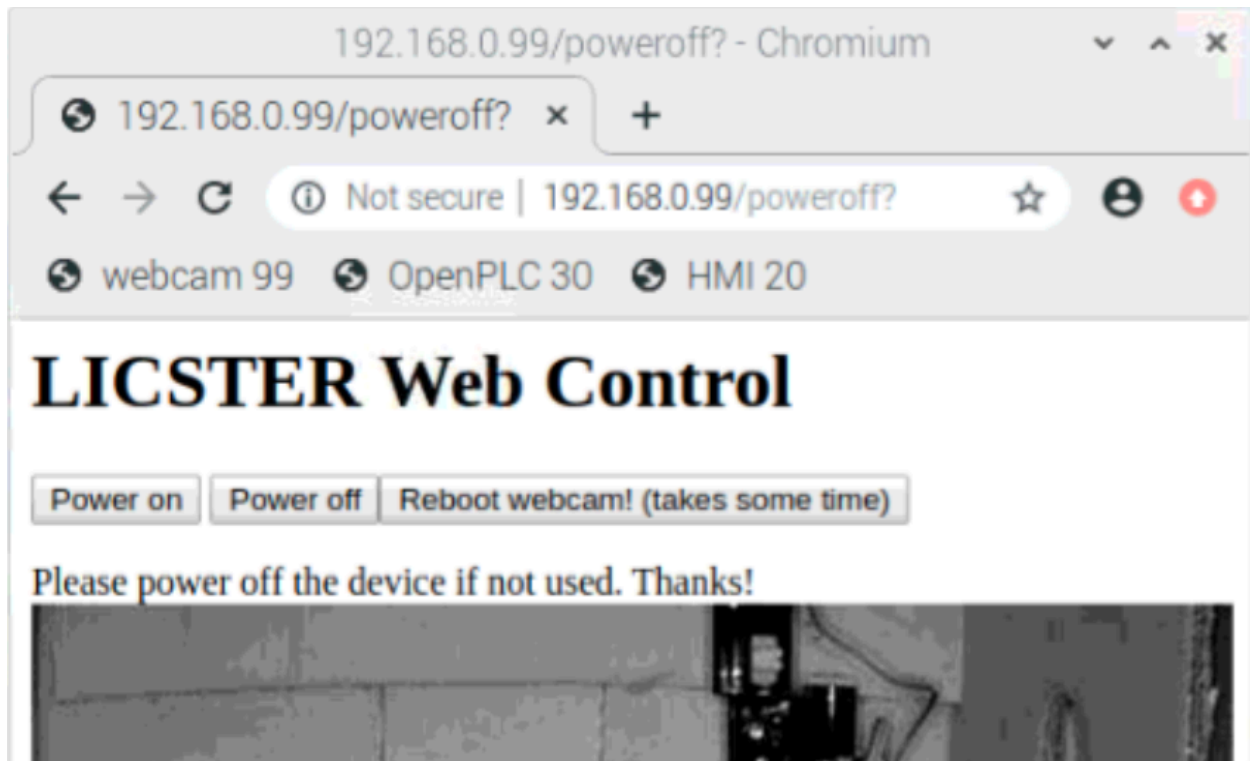 192.168.0.99/poweroff? - Chromium
192.168.0.99/poweroff?
Not secure | 192.168.0.99/poweroff?
webcam 99 OpenPLC 30 HMI 20
LICSTER Web Control
Power on Power off Reboot webcam! (takes some time)
Please power off the device if not used. Thanks!